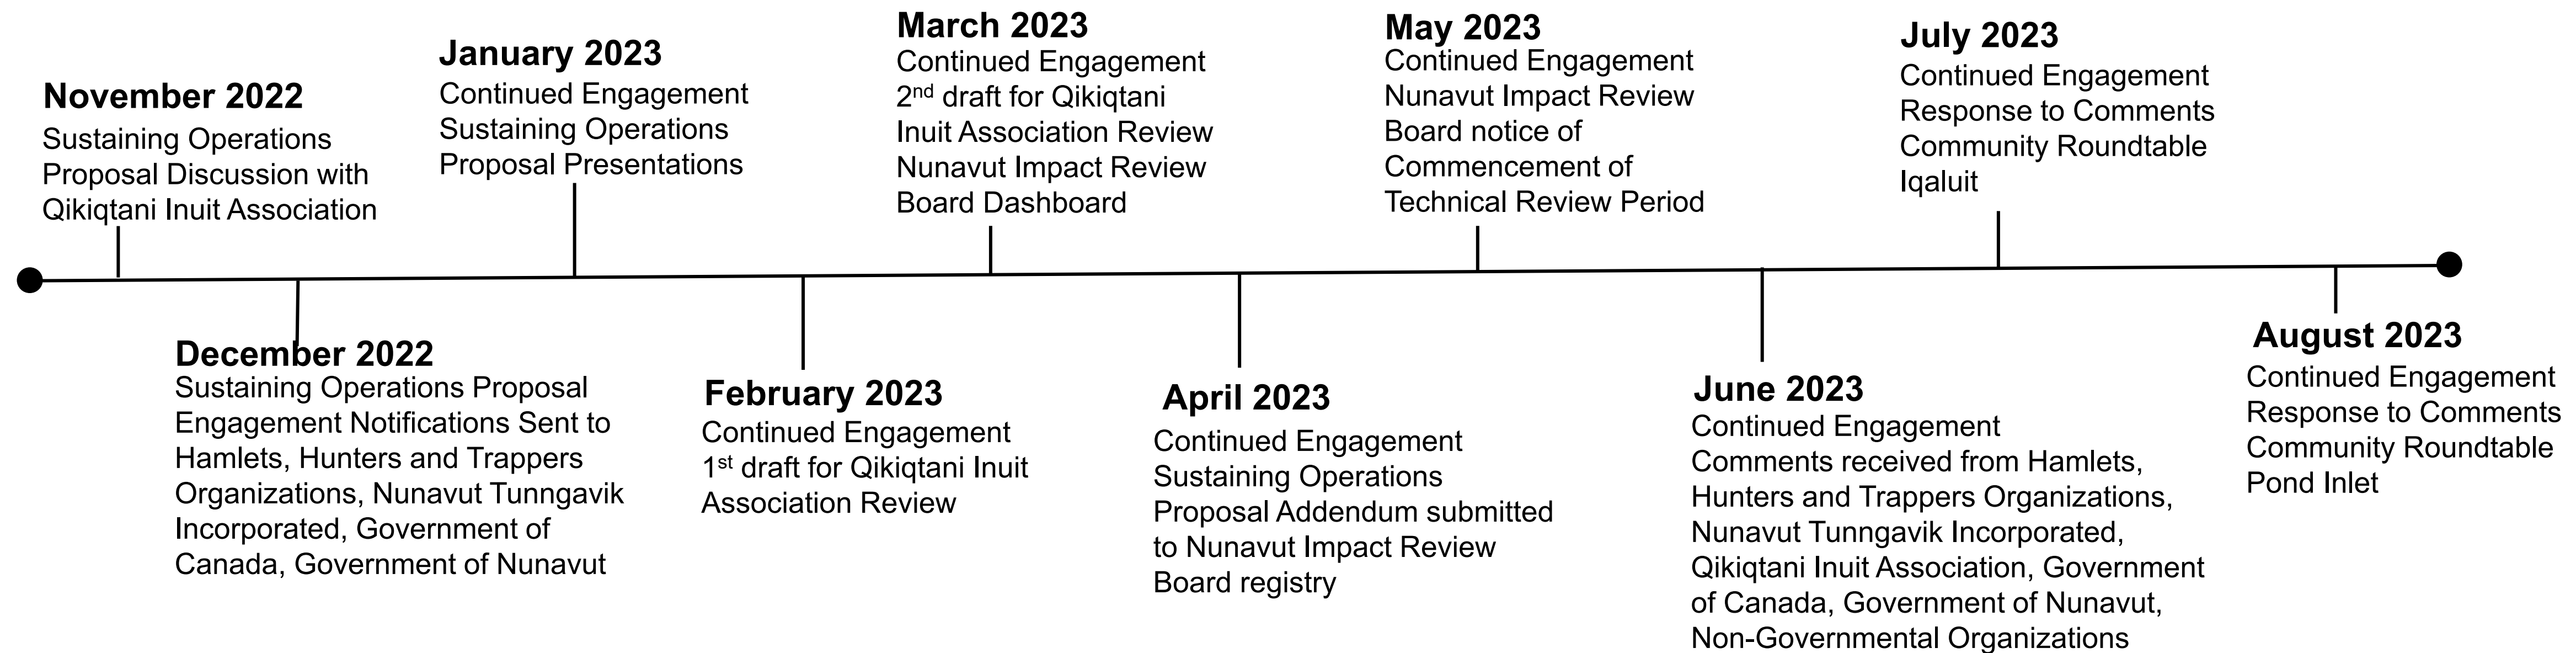 November 2022
Sustaining Operations
Proposal Discussion with
Qikiqtani Inuit Association
December 2022
Sustaining Operations Proposal
Engagement Notifications Sent to
Hamlets, Hunters and Trappers
Organizations, Nunavut Tunngavik
Incorporated, Government of
Canada, Government of Nunavut
January 2023
Continued Engagement
Sustaining Operations
Proposal Presentations
February 2023
Continued Engagement
1st draft for Qikiqtani Inuit
Association Review
March 2023
Continued Engagement
2nd draft for Qikiqtani
Inuit Association Review
Nunavut Impact Review
Board Dashboard
April 2023
Continued Engagement
Sustaining Operations
Proposal Addendum submitted
to Nunavut Impact Review
Board registry
May 2023
Continued Engagement
Nunavut Impact Review
Board notice of
Commencement of
Technical Review Period
June 2023
Continued Engagement
Comments received from Hamlets,
Hunters and Trappers Organizations,
Nunavut Tunngavik Incorporated,
Qikiqtani Inuit Association, Government
of Canada, Government of Nunavut,
Non-Governmental Organizations
July 2023
Continued Engagement
Response to Comments
Community Roundtable
Iqaluit
August 2023
Continued Engagement
Response to Comments
Community Roundtable
Pond Inlet